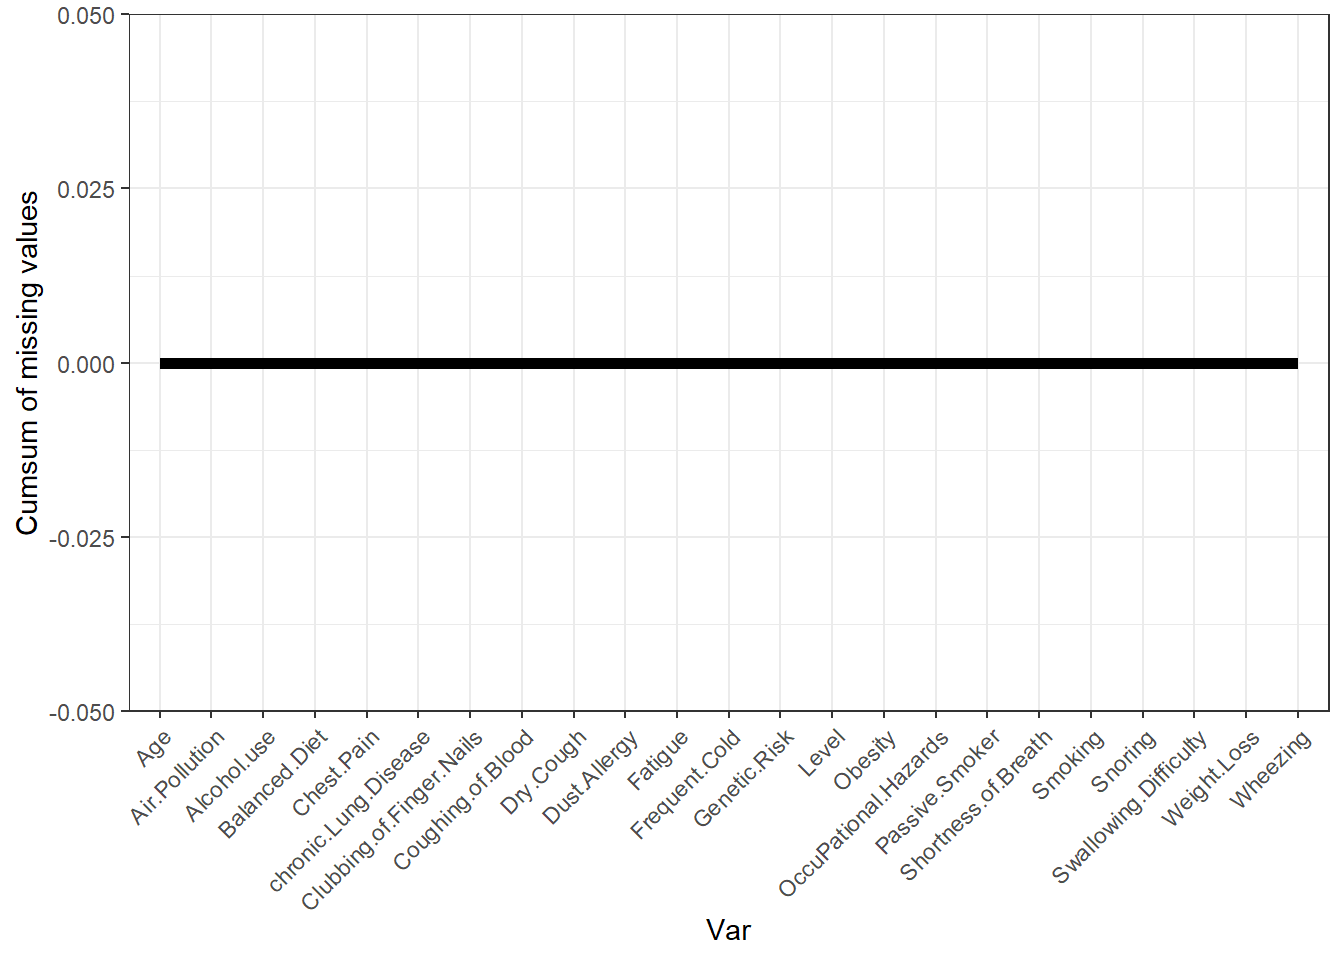 Cumsum of missing values
0.050
0.025
0.000
-0.025
-0.050
Age
Air.Pollution
Alcohol.use
Balanced.Diet
Chest.Pain
chronic.Lung.Disease
Clubbing.of.Finger.Nails
Coughing.of.Blood
Dry.Cough
Dust.Allergy
Fatigue
Frequent.Cold
Genetic.Risk
Level
Obesity
OccuPational.Hazards
Passive.Smoker
Shortness.of.Breath
Smoking
Snoring
Swallowing.Difficulty
Weight.Loss
Wheezing
Var